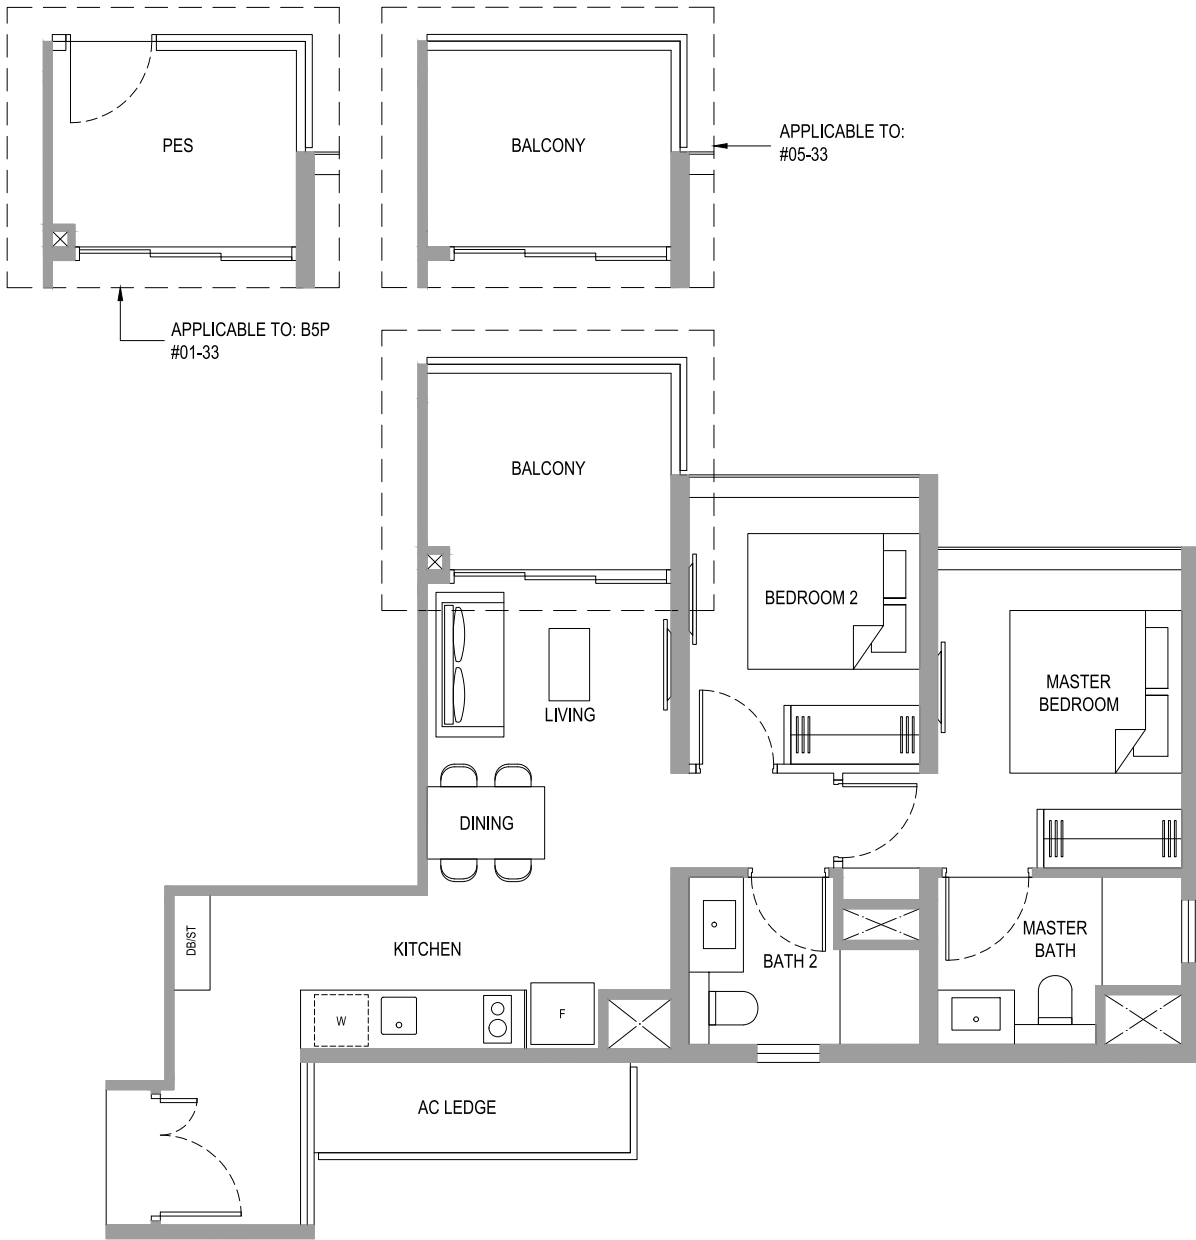 PES
BALCONY
APPLICABLE TO:
#05-33
APPLICABLE TO: B5P
#01-33
BALCONY
BEDROOM 2
MASTER
BEDROOM
LIVING
DINING
DB/ST
KITCHEN
MASTER
BATH
BATH 2
W
F
AC LEDGE